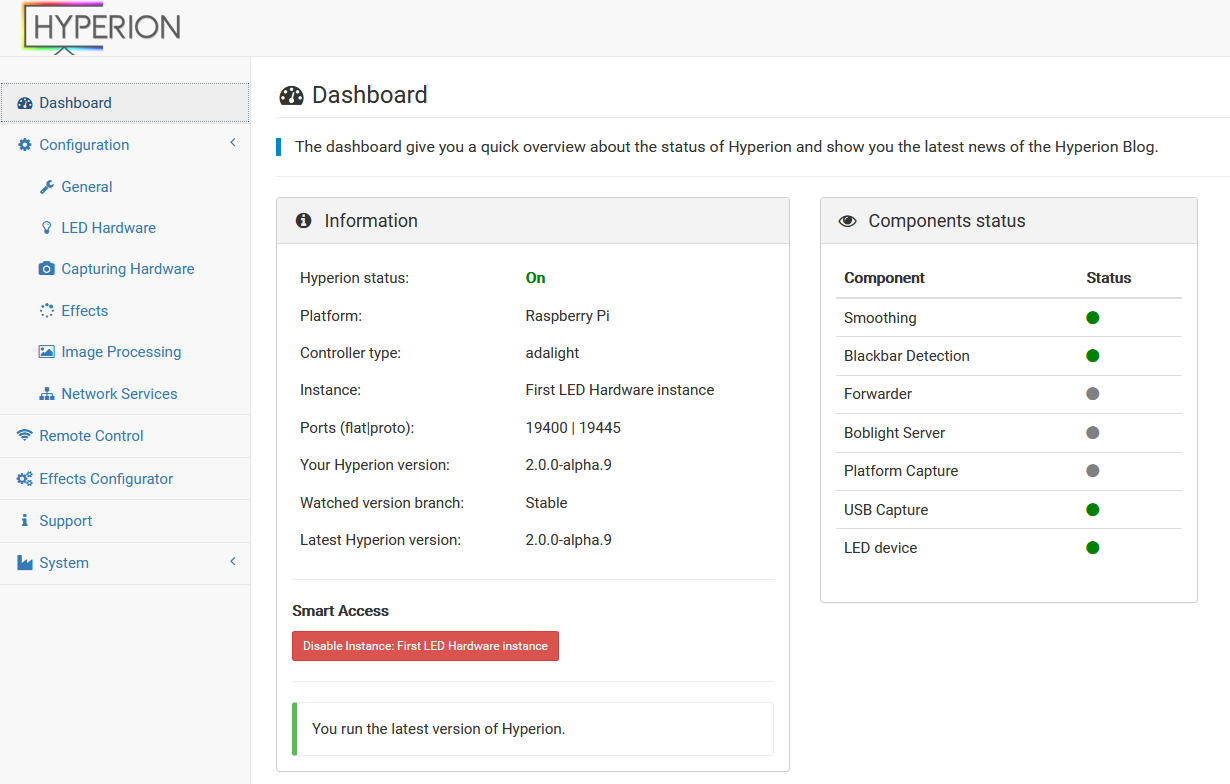 HYPERION
Dashboard
Configuration
General
LED Hardware
Capturing Hardware
Effects
Image Processing
Network Services
Remote Control
Effects Configurator
Support
System
Dashboard
The dashboard give you a quick overview about the status of Hyperion and show you the latest news of the Hyperion Blog.
Information
Hyperion status: On
Platform: Raspberry Pi
Controller type: adalight
Instance: First LED Hardware instance
Ports (flat|proto): 19400 | 19445
Your Hyperion version: 2.0.0-alpha.9
Watched version branch: Stable
Latest Hyperion version: 2.0.0-alpha.9
Smart Access
Disable Instance: First LED Hardware instance
You run the latest version of Hyperion.
Components status
Component Status
Smoothing
Blackbar Detection
Forwarder
Boblight Server
Platform Capture
USB Capture
LED device